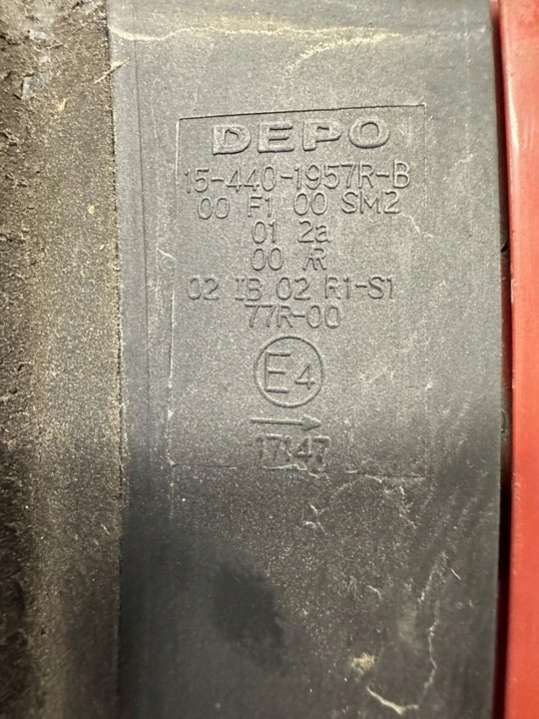 DEPO
15-440-1957R-B
00 F1 00 SM2
01 2a
00 AR
02 IB 02 R1-S1
77R-00
E4
→
17147